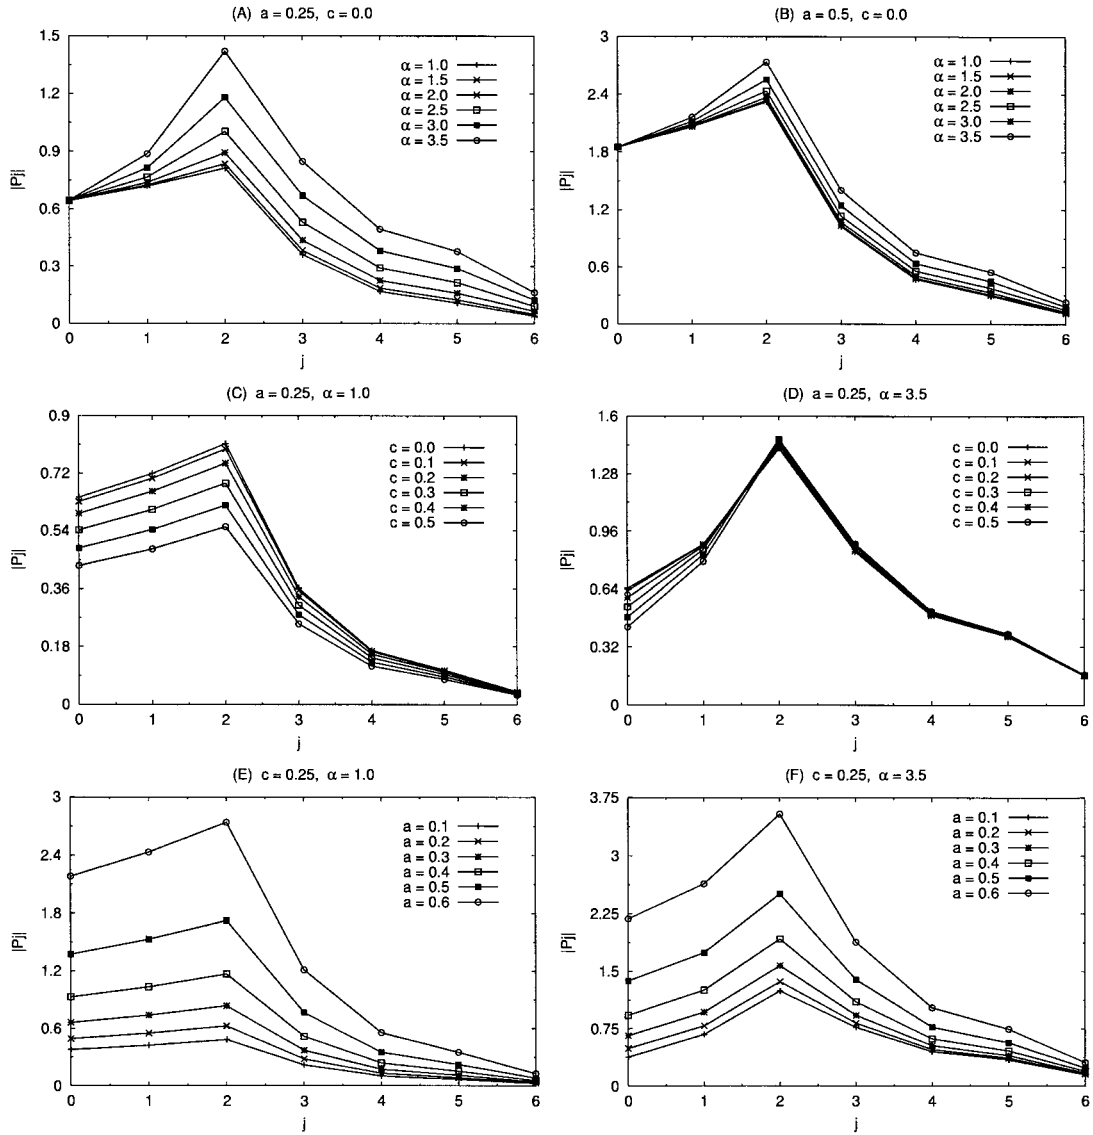 (A) a = 0.25, c = 0.0
1.5
1.2
0.9
0.6
0.3
0
|Pj|
0 1 2 3 4 5 6
j
α = 1.0
α = 1.5
α = 2.0
α = 2.5
α = 3.0
α = 3.5
(B) a = 0.5, c = 0.0
3
2.4
1.8
1.2
0.6
0
|Pj|
0 1 2 3 4 5 6
j
α = 1.0
α = 1.5
α = 2.0
α = 2.5
α = 3.0
α = 3.5
(C) a = 0.25, α = 1.0
0.9
0.72
0.54
0.36
0.18
0
|Pj|
0 1 2 3 4 5 6
j
c = 0.0
c = 0.1
c = 0.2
c = 0.3
c = 0.4
c = 0.5
(D) a = 0.25, α = 3.5
1.6
1.28
0.96
0.64
0.32
0
|Pj|
0 1 2 3 4 5 6
j
c = 0.0
c = 0.1
c = 0.2
c = 0.3
c = 0.4
c = 0.5
(E) c = 0.25, α = 1.0
3
2.4
1.8
1.2
0.6
0
|Pj|
0 1 2 3 4 5 6
j
a = 0.1
a = 0.2
a = 0.3
a = 0.4
a = 0.5
a = 0.6
(F) c = 0.25, α = 3.5
3.75
3
2.25
1.5
0.75
0
|Pj|
0 1 2 3 4 5 6
j
a = 0.1
a = 0.2
a = 0.3
a = 0.4
a = 0.5
a = 0.6